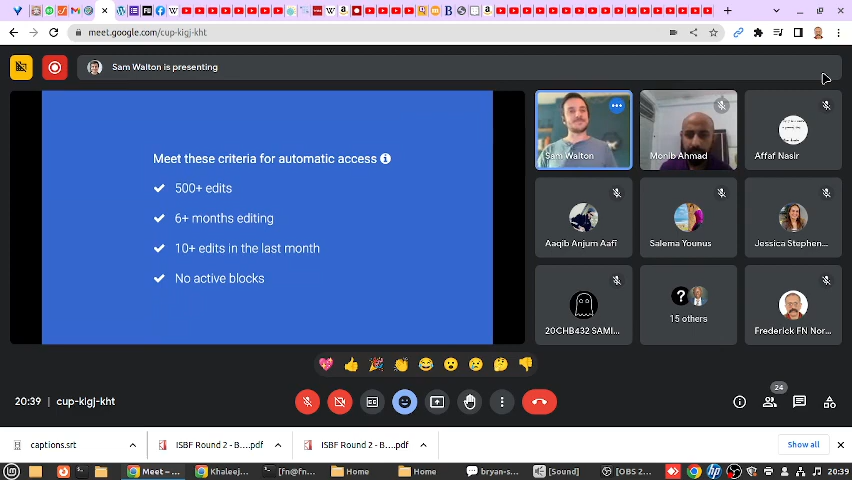 meet.google.com/cup-kigj-kht
Sam Walton is presenting
Meet these criteria for automatic access
500+ edits
6+ months editing
10+ edits in the last month
No active blocks
Sam Walton
Monib Ahmad
Affaf Nasir
Aaqib Anjum Aafī
Salema Younus
Jessica Stephen...
20CHB432 SAMI...
15 others
Frederick FN Nor...
20:39 | cup-kigj-kht
24
captions.srt
ISBF Round 2 - B....pdf
ISBF Round 2 - B....pdf
Show all
Meet – ...
Khaleej...
[fn@fn...
Home
Home
bryan-s...
[Sound]
[OBS 2...
20:39